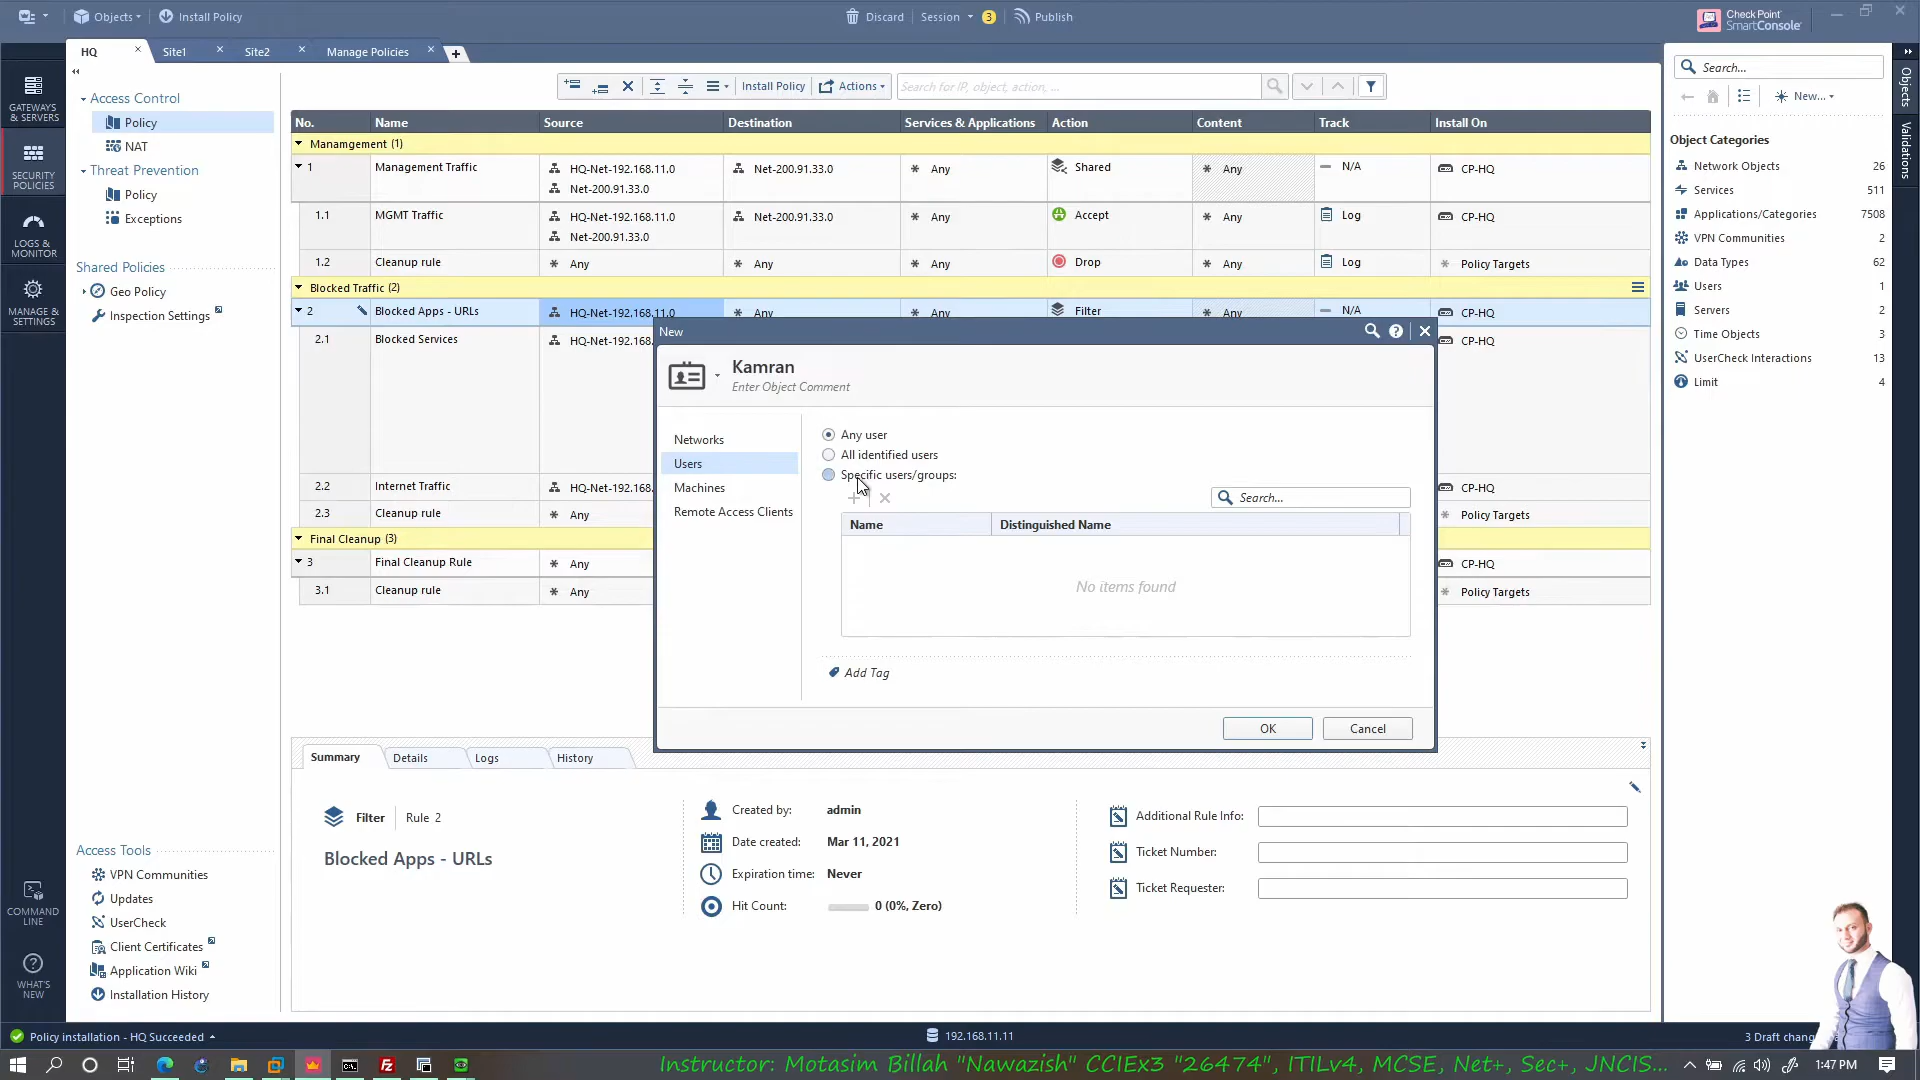 Objects
Install Policy
Discard
Session
3
Publish
Check Point
SmartConsole
HQ
Site1
Site2
Manage Policies
GATEWAYS
& SERVERS
SECURITY
POLICIES
LOGS &
MONITOR
MANAGE &
SETTINGS
COMMAND
LINE
WHAT'S
NEW
Access Control
Policy
NAT
Threat Prevention
Policy
Exceptions
Shared Policies
Geo Policy
Inspection Settings
Access Tools
VPN Communities
Updates
UserCheck
Client Certificates
Application Wiki
Installation History
Install Policy
Actions
Search for IP, object, action, ...
No. Name Source Destination Services & Applications Action Content Track Install On
Manamgement (1)
1 Management Traffic HQ-Net-192.168.11.0 Net-200.91.33.0 Any Shared Any N/A CP-HQ
Net-200.91.33.0
1.1 MGMT Traffic HQ-Net-192.168.11.0 Net-200.91.33.0 Any Accept Any Log CP-HQ
Net-200.91.33.0
1.2 Cleanup rule Any Any Any Drop Any Log Policy Targets
Blocked Traffic (2)
2 Blocked Apps - URLs HQ-Net-192.168.11.0 Any Any Filter Any N/A CP-HQ
2.1 Blocked Services HQ-Net-192.168. CP-HQ
2.2 Internet Traffic HQ-Net-192.168. CP-HQ
2.3 Cleanup rule Any Policy Targets
Final Cleanup (3)
3 Final Cleanup Rule Any CP-HQ
3.1 Cleanup rule Any Policy Targets
New
Kamran
Enter Object Comment
Networks
Users
Machines
Remote Access Clients
Any user
All identified users
Specific users/groups:
Search...
Name Distinguished Name
No items found
Add Tag
OK
Cancel
Summary
Details
Logs
History
Filter
Rule 2
Blocked Apps - URLs
Created by: admin
Date created: Mar 11, 2021
Expiration time: Never
Hit Count: 0 (0%, Zero)
Additional Rule Info:
Ticket Number:
Ticket Requester:
Search...
New...
Object Categories
Network Objects 26
Services 511
Applications/Categories 7508
VPN Communities 2
Data Types 62
Users 1
Servers 2
Time Objects 3
UserCheck Interactions 13
Limit 4
Objects
Validations
Policy installation - HQ Succeeded
192.168.11.11
3 Draft chang
Instructor: Motasim Billah "Nawazish" CCIEx3 "26474", ITILv4, MCSE, Net+, Sec+, JNCIS...
1:47 PM